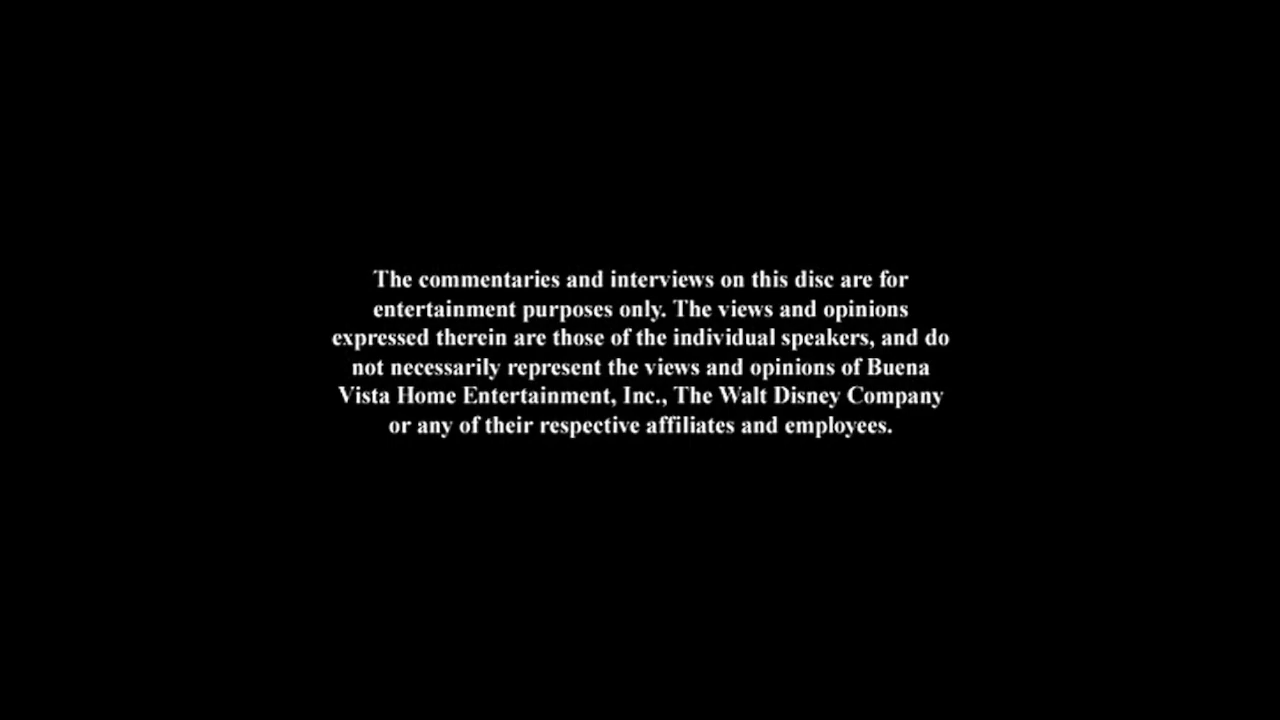 The commentaries and interviews on this disc are for
entertainment purposes only. The views and opinions
expressed therein are those of the individual speakers, and do
not necessarily represent the views and opinions of Buena
Vista Home Entertainment, Inc., The Walt Disney Company
or any of their respective affiliates and employees.